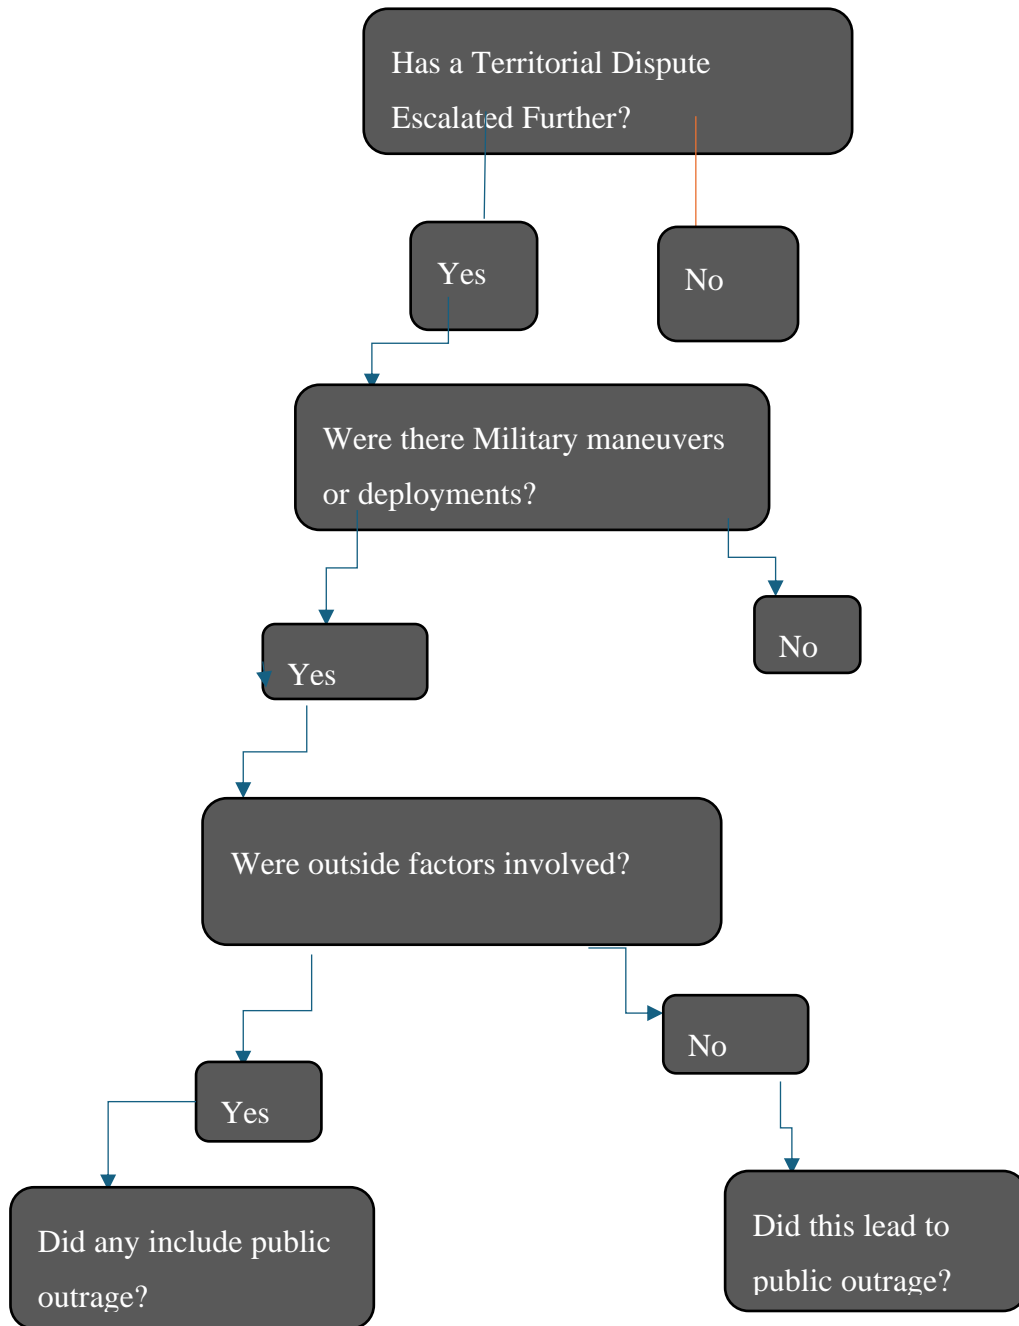 Has a Territorial Dispute
Escalated Further?
Yes
No
Were there Military maneuvers
or deployments?
Yes
No
Were outside factors involved?
Yes
No
Did any include public
outrage?
Did this lead to
public outrage?